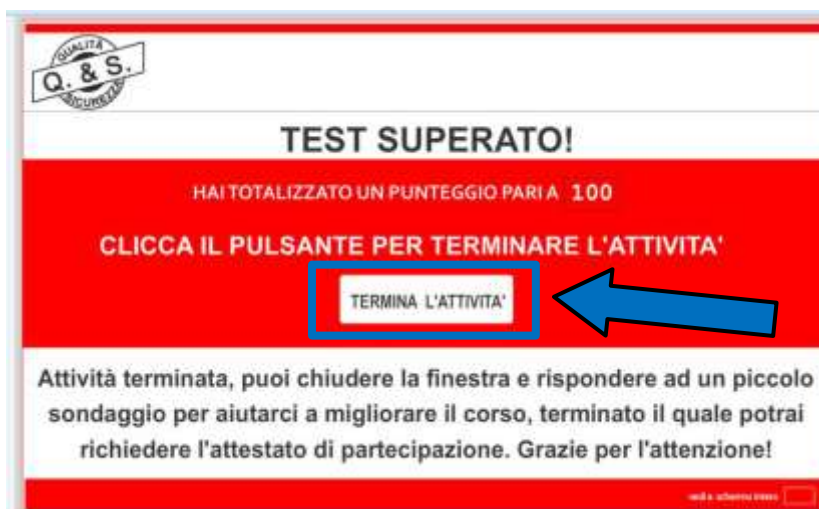 QUALITÀ
Q. & S.
SICUREZZA
TEST SUPERATO!
HAI TOTALIZZATO UN PUNTEGGIO PARI A 100
CLICCA IL PULSANTE PER TERMINARE L'ATTIVITA'
TERMINA L'ATTIVITA'
Attività terminata, puoi chiudere la finestra e rispondere ad un piccolo
sondaggio per aiutarci a migliorare il corso, terminato il quale potrai
richiedere l'attestato di partecipazione. Grazie per l'attenzione!